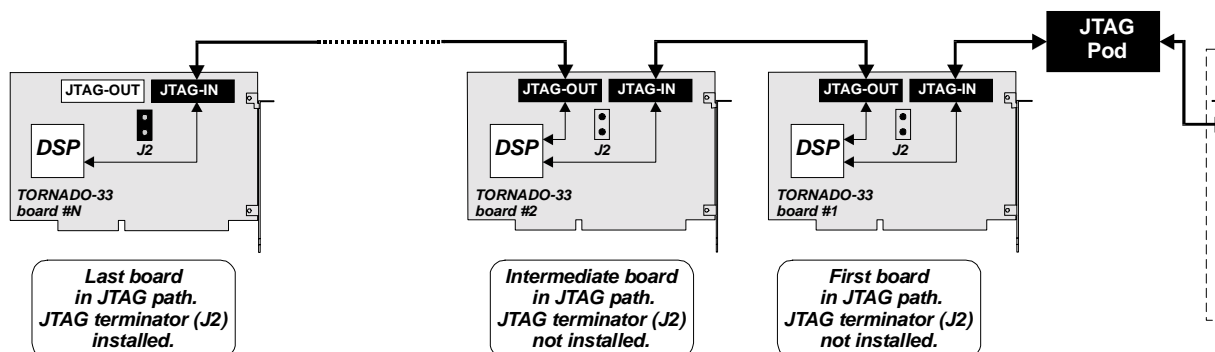 JTAG
Pod
JTAG-OUT
JTAG-IN
J2
DSP
TORNADO-33
board #N
JTAG-OUT
JTAG-IN
J2
DSP
TORNADO-33
board #2
JTAG-OUT
JTAG-IN
J2
DSP
TORNADO-33
board #1
Last board
in JTAG path.
JTAG terminator (J2)
installed.
Intermediate board
in JTAG path.
JTAG terminator (J2)
not installed.
First board
in JTAG path.
JTAG terminator (J2)
not installed.